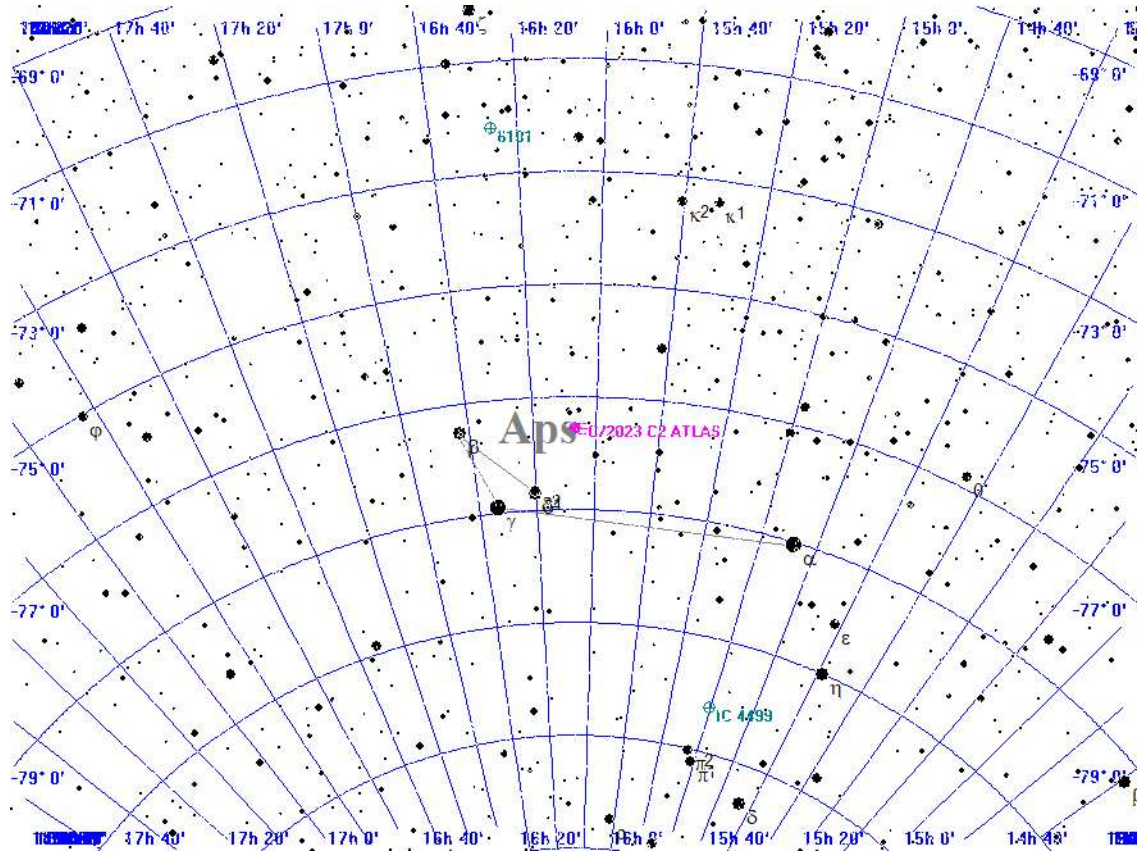 17h 40' 17h 20' 17h 0' 16h 40' ζ 16h 20' 16h 0' 15h 40' 15h 20' 15h 0' 14h 40'
-69° 0' -69° 0'
6101
-71° 0' κ2 κ1 -71° 0'
-73° 0' -73° 0'
φ Aps C/2023 C2 ATLAS
β
-75° 0' -75° 0'
θ
γ
α
-77° 0' -77° 0'
ε
η
IC 4499
π2
-79° 0' π1 -79° 0'
β
δ
17h 40' 17h 20' 17h 0' 16h 40' 16h 20' 16h 0' 15h 40' 15h 20' 15h 0' 14h 40'